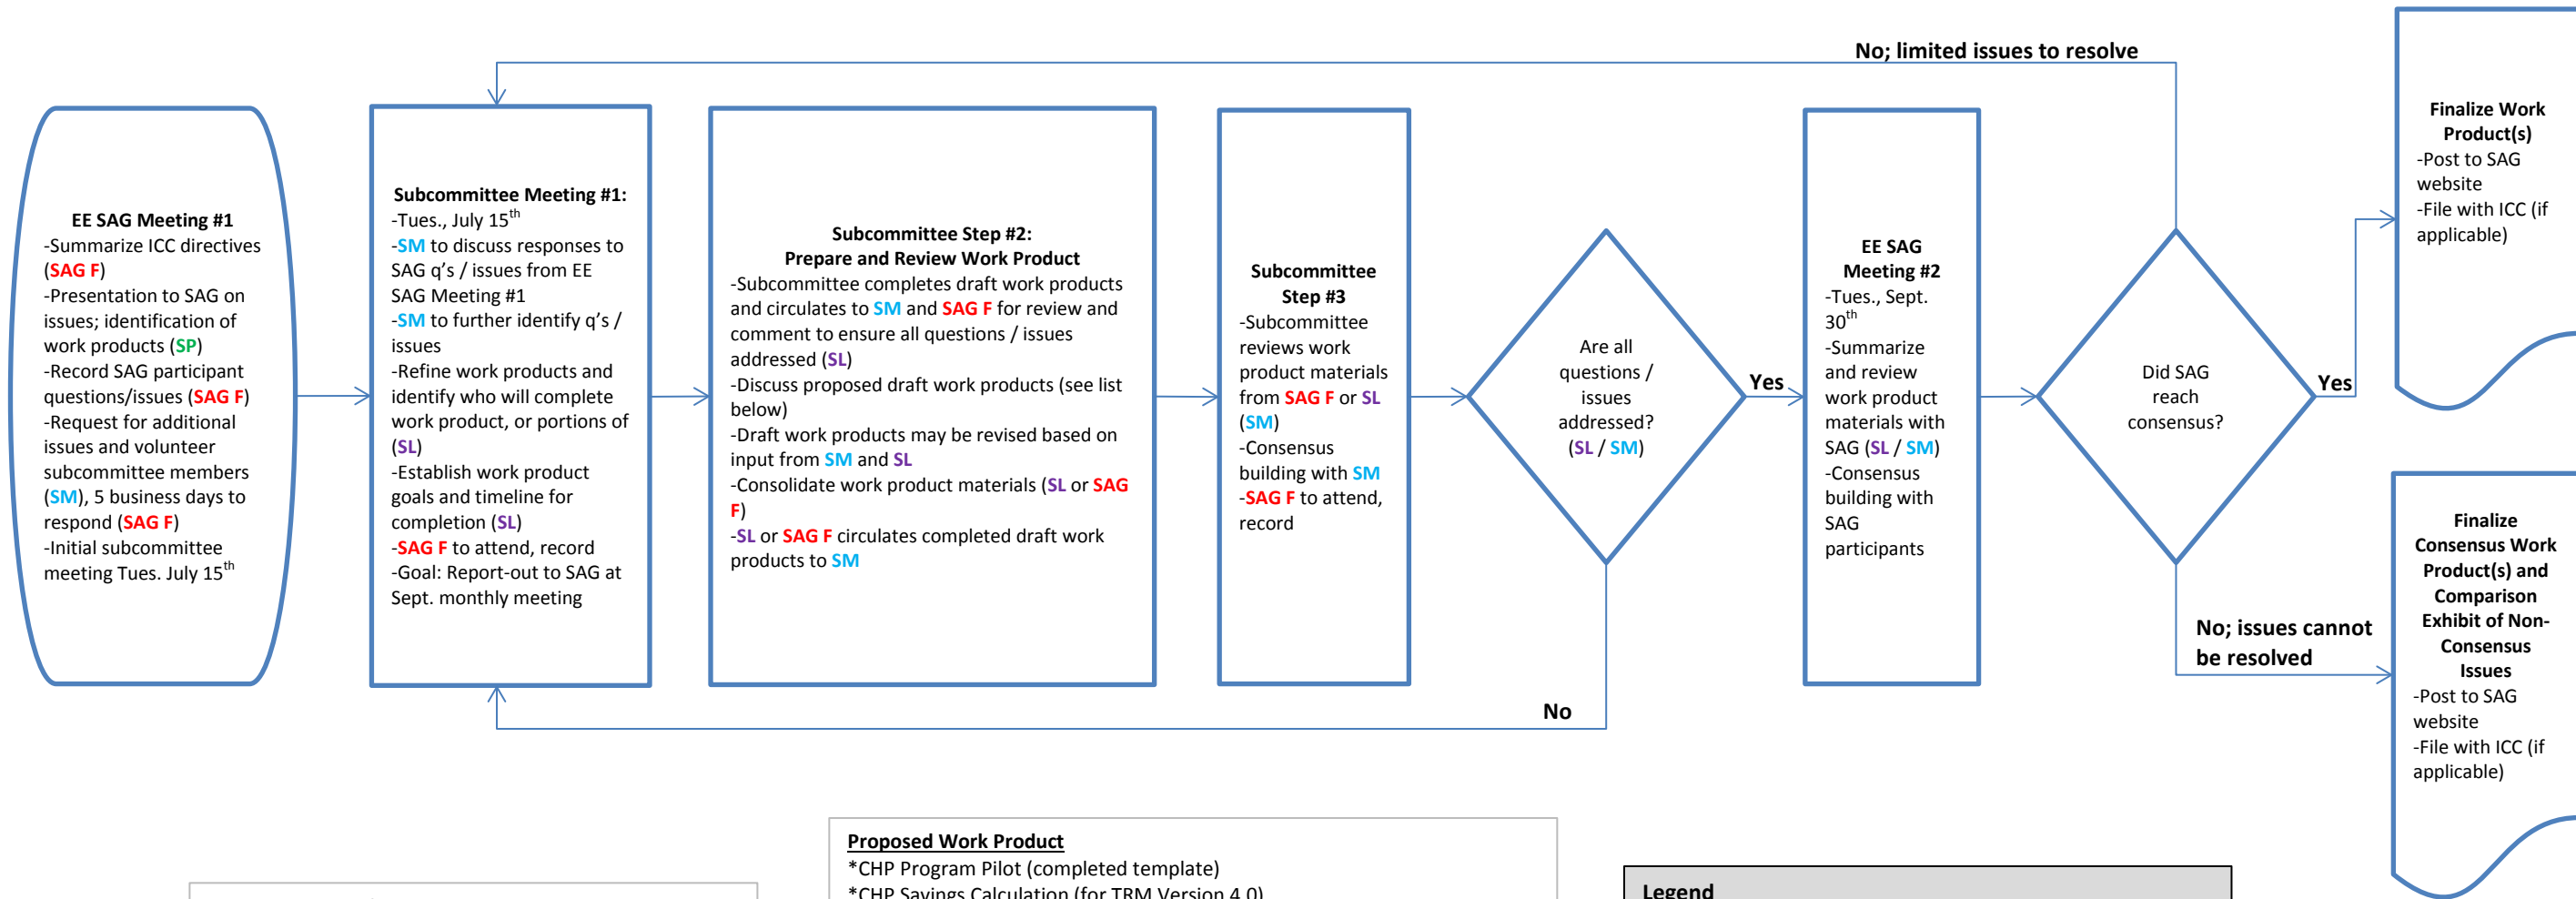 No; limited issues to resolve
EE SAG Meeting #1
-Summarize ICC directives
(SAG F)
-Presentation to SAG on
issues; identification of
work products (SP)
-Record SAG participant
questions/issues (SAG F)
-Request for additional
issues and volunteer
subcommittee members
(SM), 5 business days to
respond (SAG F)
-Initial subcommittee
meeting Tues. July 15th
Subcommittee Meeting #1:
-Tues., July 15th
-SM to discuss responses to
SAG q's / issues from EE
SAG Meeting #1
-SM to further identify q's /
issues
-Refine work products and
identify who will complete
work product, or portions of
(SL)
-Establish work product
goals and timeline for
completion (SL)
-SAG F to attend, record
-Goal: Report-out to SAG at
Sept. monthly meeting
Subcommittee Step #2:
Prepare and Review Work Product
-Subcommittee completes draft work products
and circulates to SM and SAG F for review and
comment to ensure all questions / issues
addressed (SL)
-Discuss proposed draft work products (see list
below)
-Draft work products may be revised based on
input from SM and SL
-Consolidate work product materials (SL or SAG
F)
-SL or SAG F circulates completed draft work
products to SM
Subcommittee
Step #3
-Subcommittee
reviews work
product materials
from SAG F or SL
(SM)
-Consensus
building with SM
-SAG F to attend,
record
Are all
questions /
issues
addressed?
(SL / SM)
Yes
No
EE SAG
Meeting #2
-Tues., Sept.
30th
-Summarize
and review
work product
materials with
SAG (SL / SM)
-Consensus
building with
SAG
participants
Did SAG
reach
consensus?
Yes
No; issues cannot
be resolved
Finalize Work
Product(s)
-Post to SAG
website
-File with ICC (if
applicable)
Finalize
Consensus Work
Product(s) and
Comparison
Exhibit of Non-
Consensus
Issues
-Post to SAG
website
-File with ICC (if
applicable)
Proposed Work Product
*CHP Program Pilot (completed template)
*CHP Savings Calculation (for TRM Version 4.0)
Legend